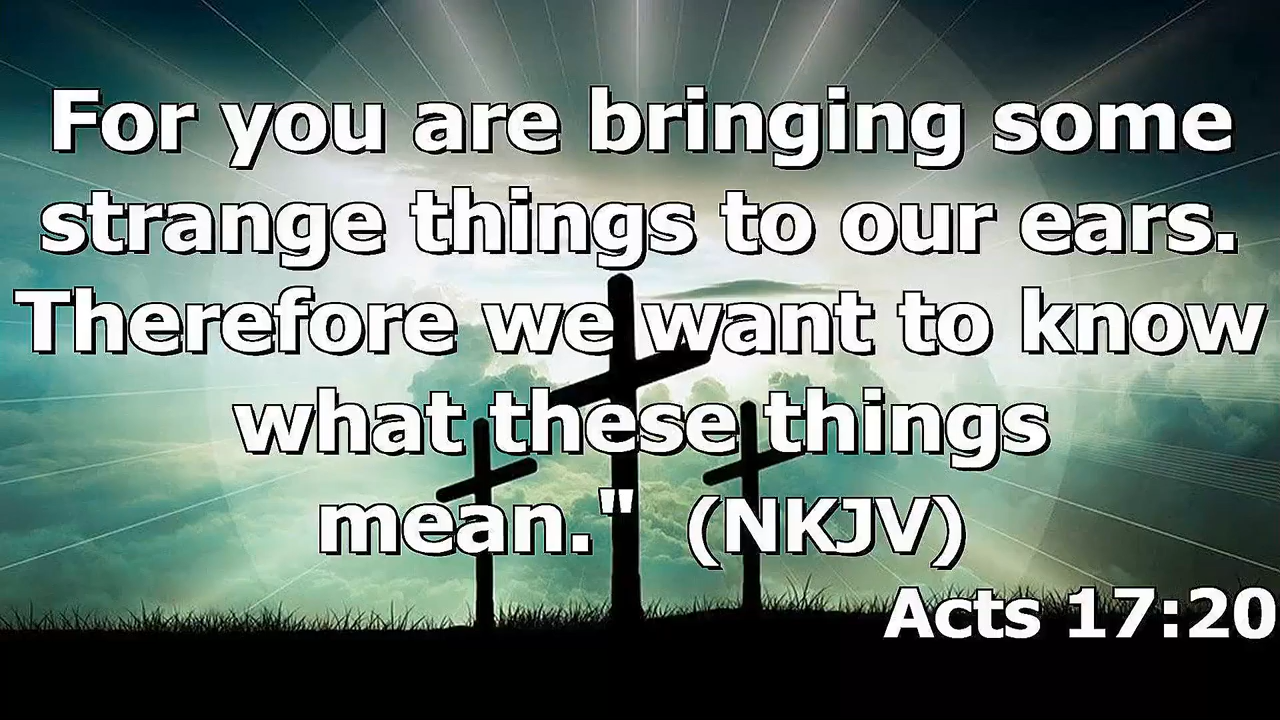 For you are bringing some
strange things to our ears.
Therefore we want to know
what these things
mean." (NKJV)
Acts 17:20